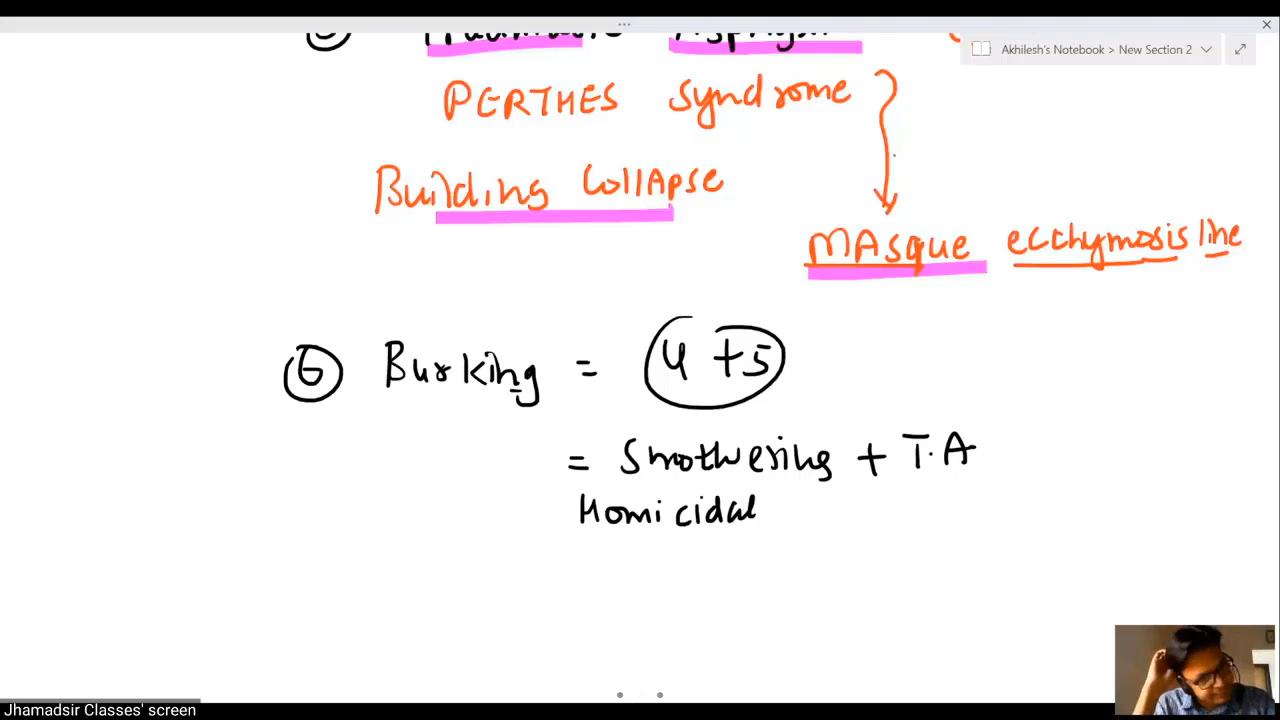 Akhilesh's Notebook > New Section 2
PERTHES Syndrome
Building CollApse
MAsque ecchymosis line
6 Burking = 4 + 5
= Smothering + T.A
Homicidal
Jhamadsir Classes' screen